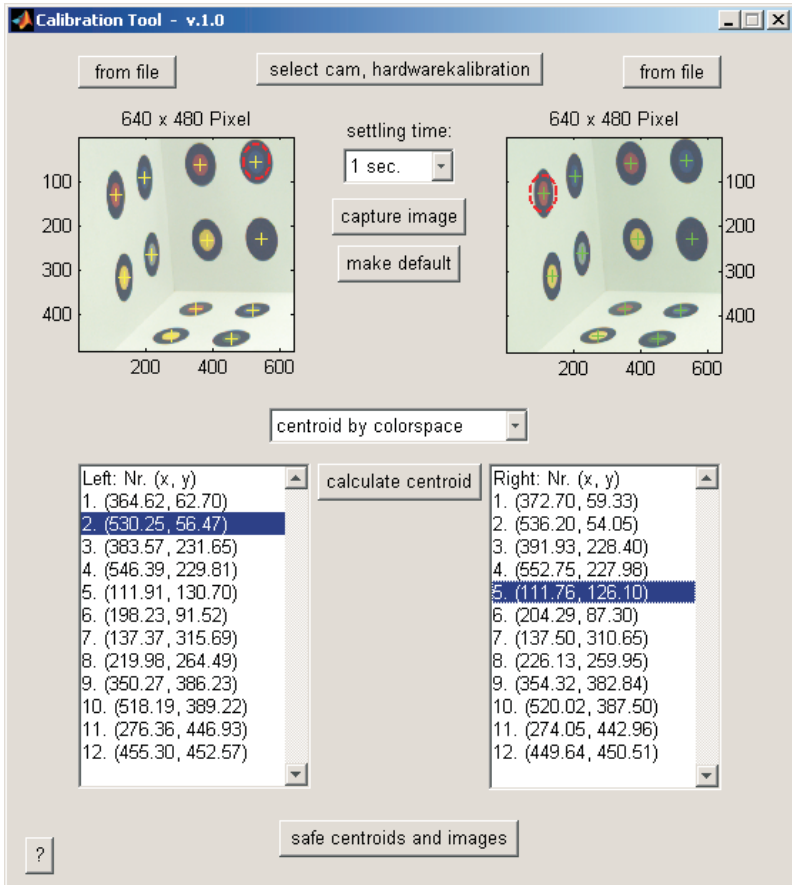 Calibration Tool - v.1.0
from file
select cam, hardwarekalibration
from file
640 x 480 Pixel
settling time:
640 x 480 Pixel
1 sec.
capture image
make default
100
200
300
400
200 400 600
100
200
300
400
200 400 600
centroid by colorspace
calculate centroid
Left: Nr. (x, y)
1. (364.62, 62.70)
2. (530.25, 56.47)
3. (383.57, 231.65)
4. (546.39, 229.81)
5. (111.91, 130.70)
6. (198.23, 91.52)
7. (137.37, 315.69)
8. (219.98, 264.49)
9. (350.27, 386.23)
10. (518.19, 389.22)
11. (276.36, 446.93)
12. (455.30, 452.57)
Right: Nr. (x, y)
1. (372.70, 59.33)
2. (536.20, 54.05)
3. (391.93, 228.40)
4. (552.75, 227.98)
5. (111.76, 126.10)
6. (204.29, 87.30)
7. (137.50, 310.65)
8. (226.13, 259.95)
9. (354.32, 382.84)
10. (520.02, 387.50)
11. (274.05, 442.96)
12. (449.64, 450.51)
safe centroids and images
?